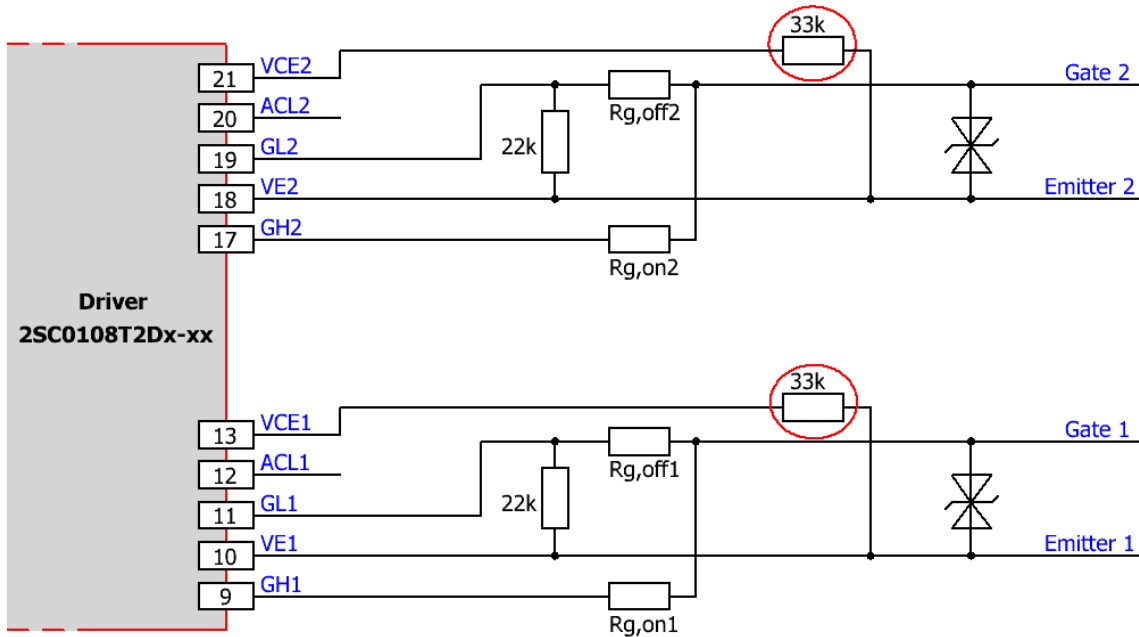 33k
21
VCE2
20
ACL2
19
GL2
18
VE2
17
GH2
Rg,off2
22k
Rg,on2
Gate 2
Emitter 2
Driver
2SC0108T2Dx-xx
33k
13
VCE1
12
ACL1
11
GL1
10
VE1
9
GH1
Rg,off1
22k
Rg,on1
Gate 1
Emitter 1